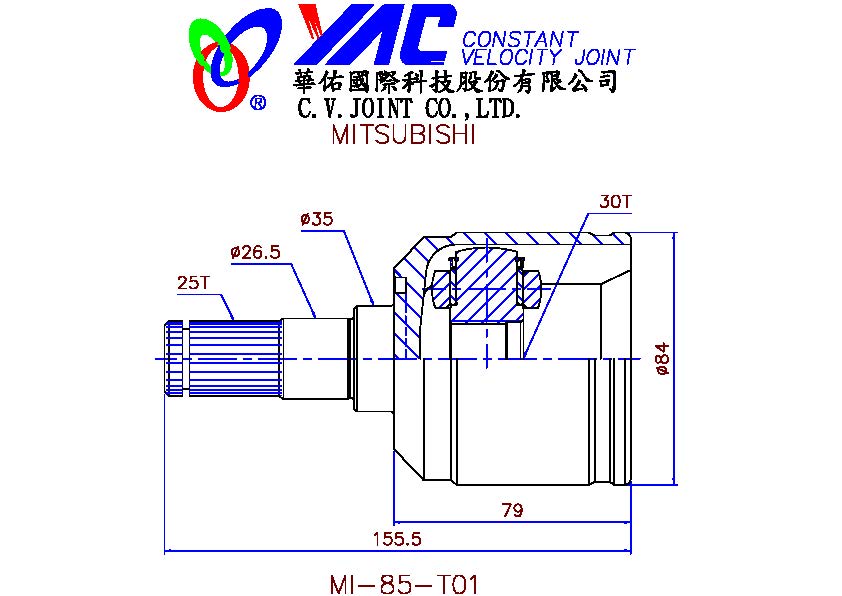 YAC CONSTANT
VELOCITY JOINT
®
華佑國際科技股份有限公司
C.V.JOINT CO.,LTD.
MITSUBISHI
30T
ø35
ø26.5
25T
ø84
79
155.5
MI-85-T01